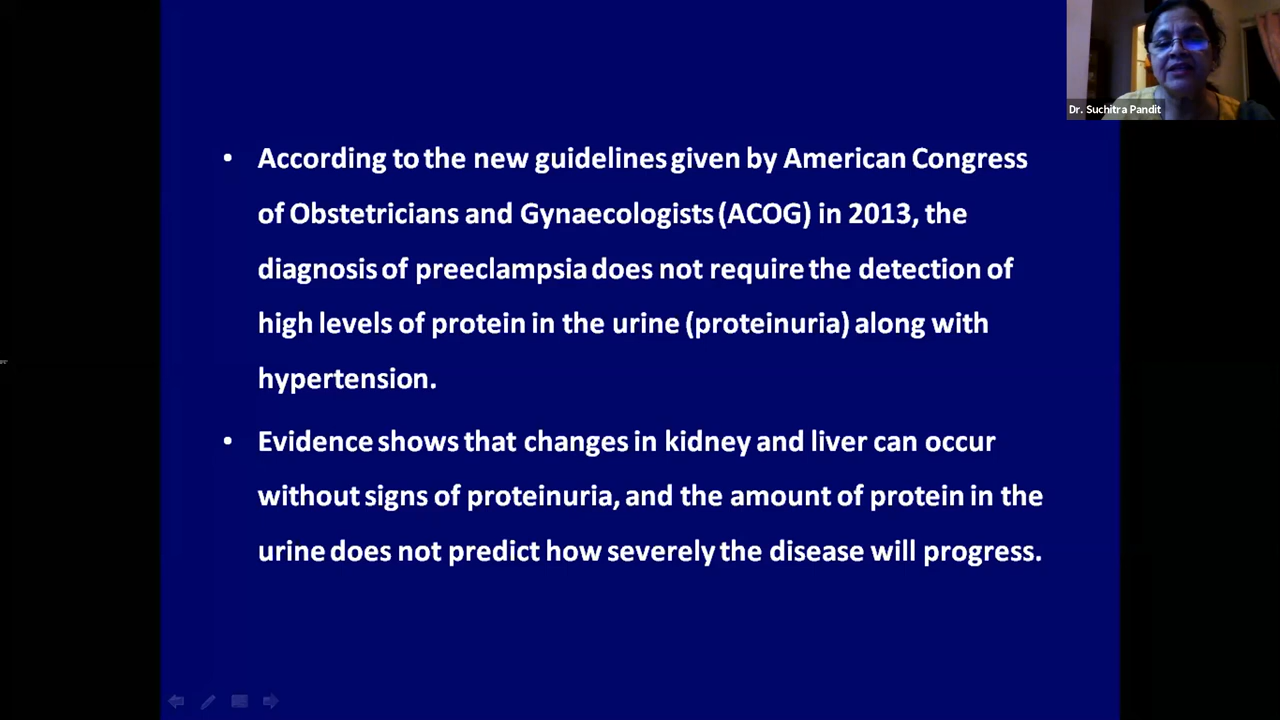 Dr. Suchitra Pandit
• According to the new guidelines given by American Congress
of Obstetricians and Gynaecologists (ACOG) in 2013, the
diagnosis of preeclampsia does not require the detection of
high levels of protein in the urine (proteinuria) along with
hypertension.
• Evidence shows that changes in kidney and liver can occur
without signs of proteinuria, and the amount of protein in the
urine does not predict how severely the disease will progress.